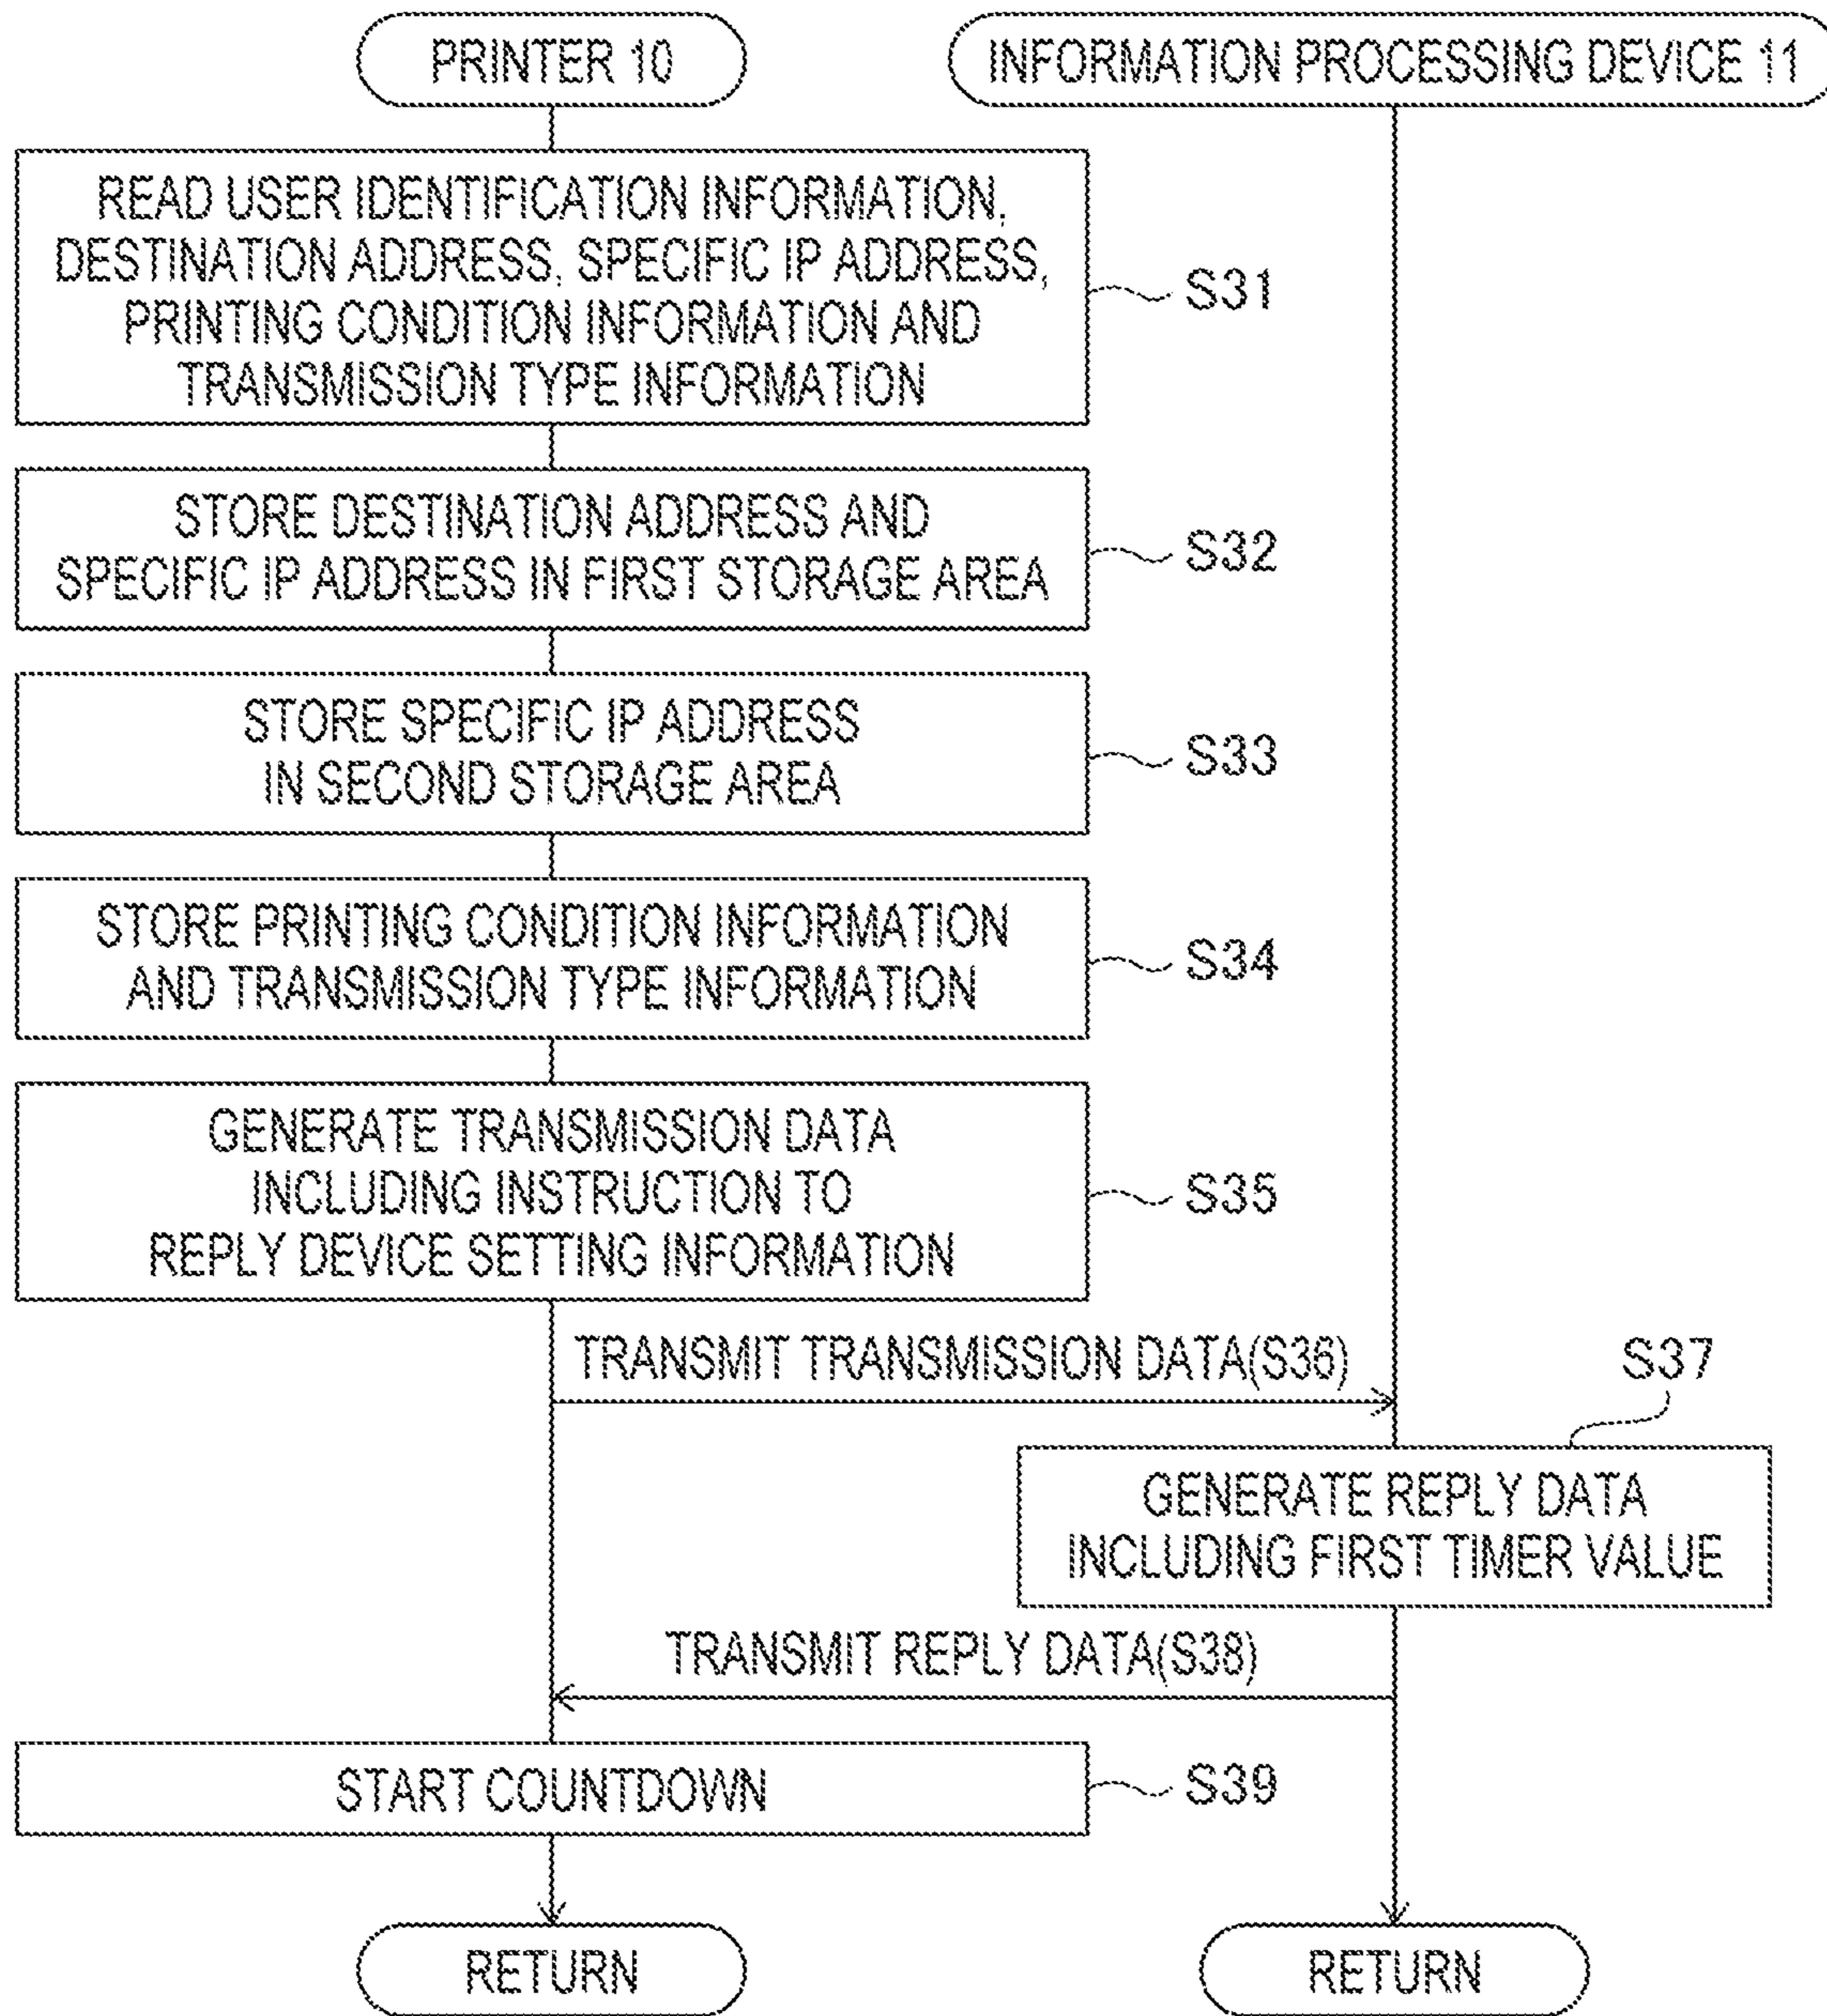 PRINTER 10
INFORMATION PROCESSING DEVICE 11
READ USER IDENTIFICATION INFORMATION,
DESTINATION ADDRESS, SPECIFIC IP ADDRESS,
PRINTING CONDITION INFORMATION AND
TRANSMISSION TYPE INFORMATION
S31
STORE DESTINATION ADDRESS AND
SPECIFIC IP ADDRESS IN FIRST STORAGE AREA
S32
STORE SPECIFIC IP ADDRESS
IN SECOND STORAGE AREA
S33
STORE PRINTING CONDITION INFORMATION
AND TRANSMISSION TYPE INFORMATION
S34
GENERATE TRANSMISSION DATA
INCLUDING INSTRUCTION TO
REPLY DEVICE SETTING INFORMATION
S35
TRANSMIT TRANSMISSION DATA(S36)
S37
GENERATE REPLY DATA
INCLUDING FIRST TIMER VALUE
TRANSMIT REPLY DATA(S38)
START COUNTDOWN
S39
RETURN
RETURN